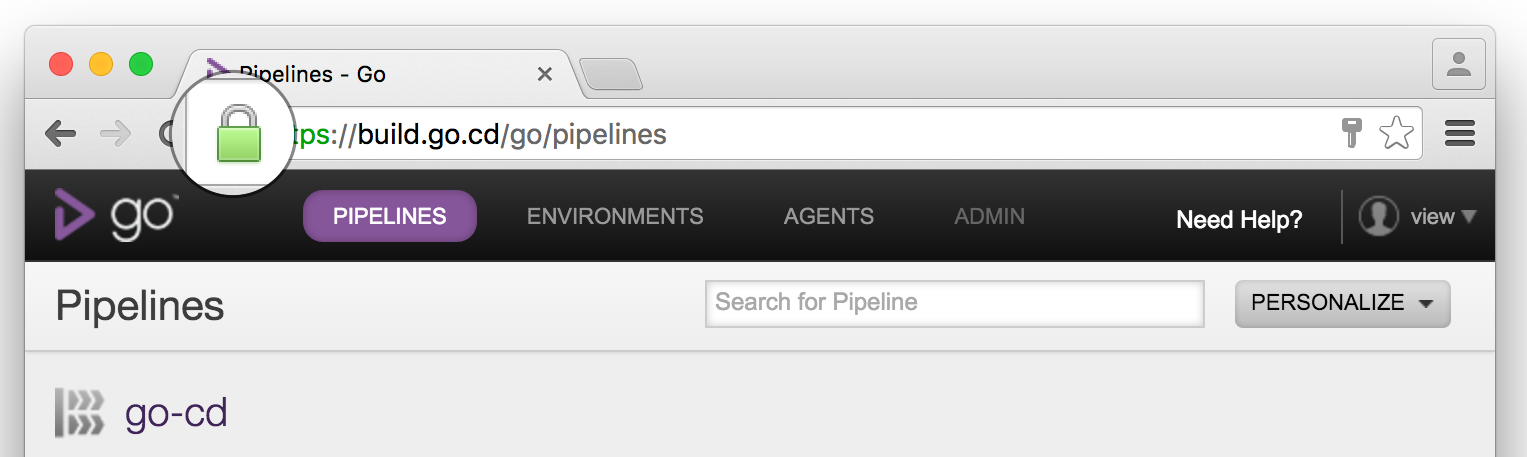 Pipelines - Go
tps://build.go.cd/go/pipelines
go™
PIPELINES
ENVIRONMENTS
AGENTS
ADMIN
Need Help?
view
Pipelines
Search for Pipeline
PERSONALIZE
go-cd